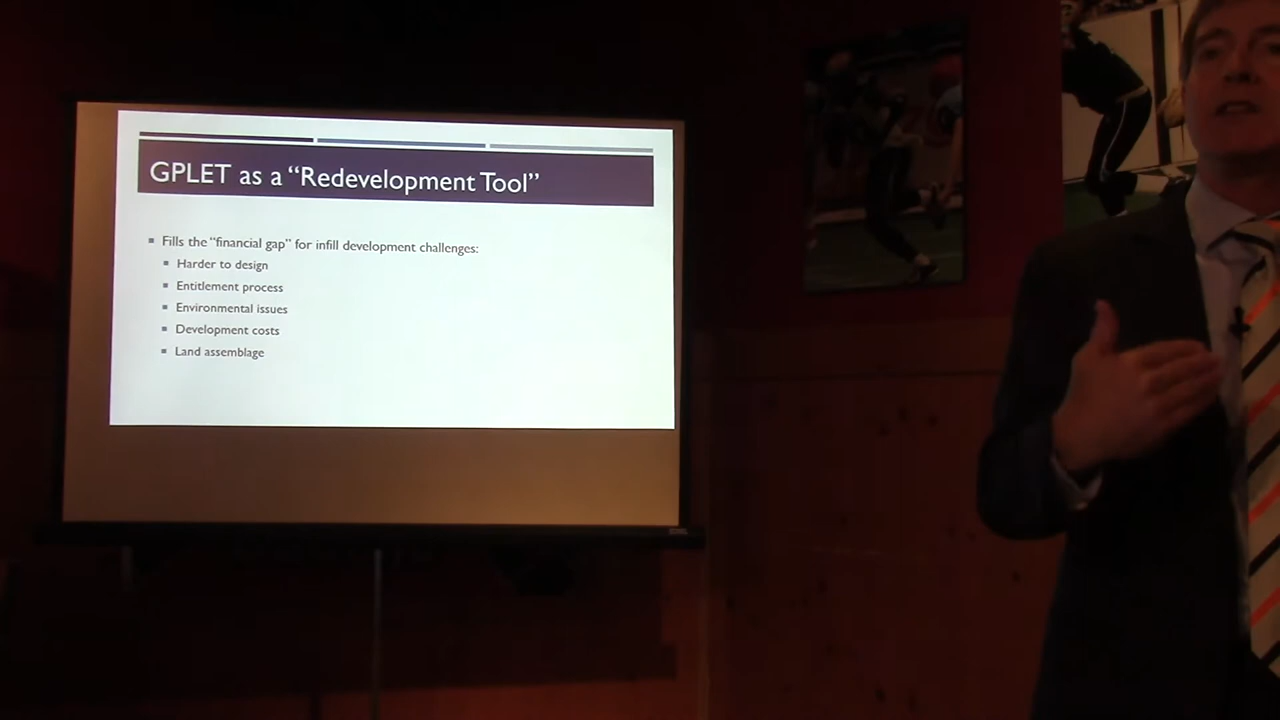 GPLET as a “Redevelopment Tool”
▪ Fills the “financial gap” for infill development challenges:
▪ Harder to design
▪ Entitlement process
▪ Environmental issues
▪ Development costs
▪ Land assemblage